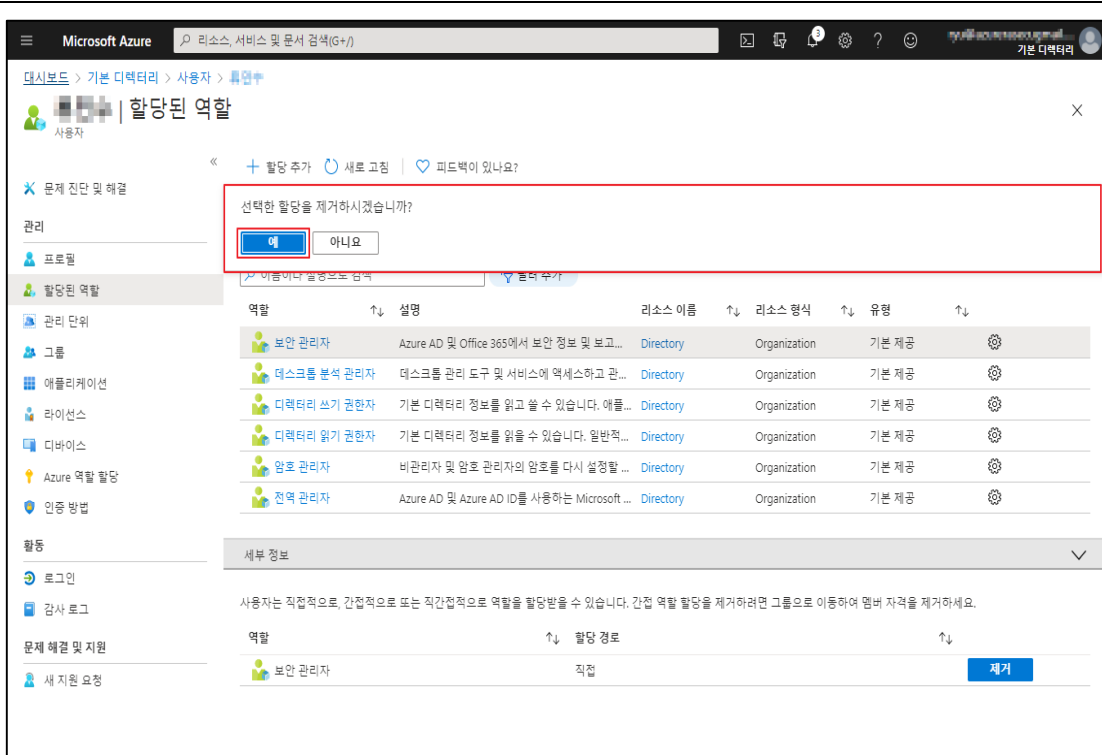 Microsoft Azure
리소스, 서비스 및 문서 검색(G+/)
3
기본 디렉터리
대시보드 > 기본 디렉터리 > 사용자 >
| 할당된 역할
사용자
할당 추가 새로 고침 피드백이 있나요?
문제 진단 및 해결
관리
프로필
할당된 역할
관리 단위
그룹
애플리케이션
라이선스
디바이스
Azure 역할 할당
인증 방법
활동
로그인
감사 로그
문제 해결 및 지원
새 지원 요청
선택한 할당을 제거하시겠습니까?
예 아니요
이름이나 설명으로 검색 필터 추가
역할 설명 리소스 이름 리소스 형식 유형
보안 관리자 Azure AD 및 Office 365에서 보안 정보 및 보고... Directory Organization 기본 제공
데스크톱 분석 관리자 데스크톱 관리 도구 및 서비스에 액세스하고 관... Directory Organization 기본 제공
디렉터리 쓰기 권한자 기본 디렉터리 정보를 읽고 쓸 수 있습니다. 애플... Directory Organization 기본 제공
디렉터리 읽기 권한자 기본 디렉터리 정보를 읽을 수 있습니다. 일반적... Directory Organization 기본 제공
암호 관리자 비관리자 및 암호 관리자의 암호를 다시 설정할 ... Directory Organization 기본 제공
전역 관리자 Azure AD 및 Azure AD ID를 사용하는 Microsoft ... Directory Organization 기본 제공
세부 정보
사용자는 직접적으로, 간접적으로 또는 직간접적으로 역할을 할당받을 수 있습니다. 간접 역할 할당을 제거하려면 그룹으로 이동하여 멤버 자격을 제거하세요.
역할 할당 경로
보안 관리자 직접 제거